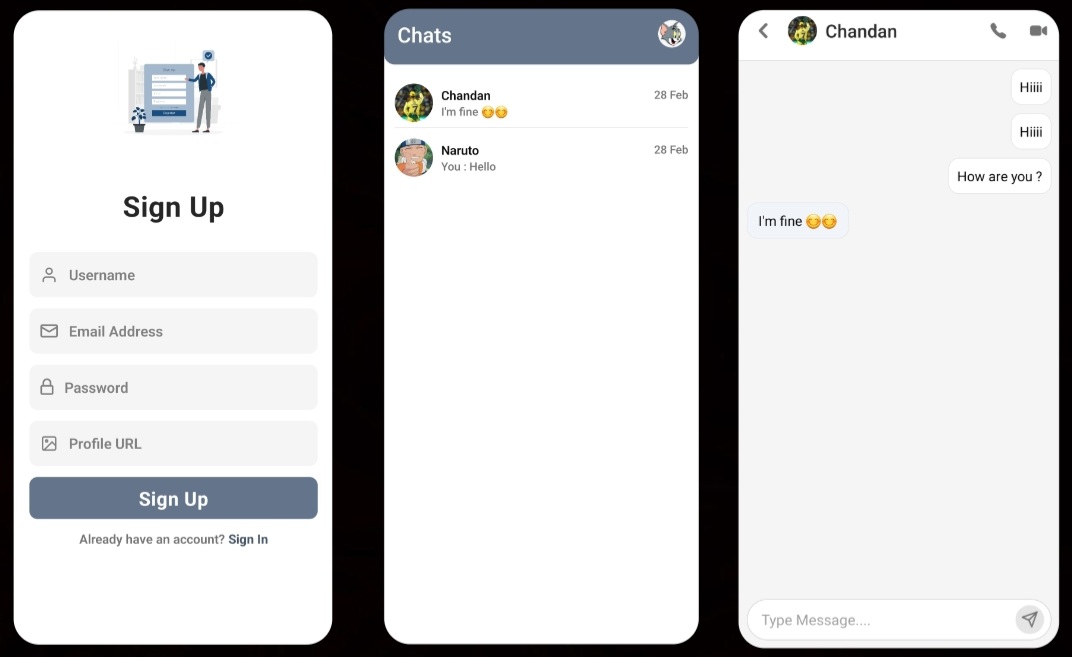 Sign Up
Username
Email Address
Password
Profile URL
Sign Up
Already have an account? Sign In
Chats
Chandan
28 Feb
I'm fine 😊😊
Naruto
28 Feb
You : Hello
Chandan
Hiiii
Hiiii
How are you ?
I'm fine 😊😊
Type Message....